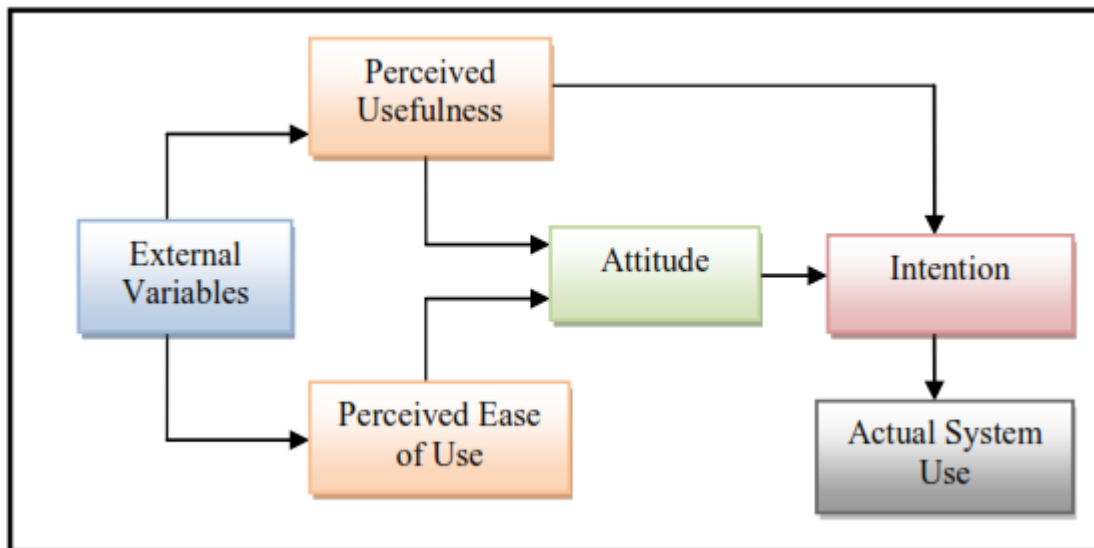 Perceived
Usefulness
External
Variables
Attitude
Intention
Perceived Ease
of Use
Actual System
Use